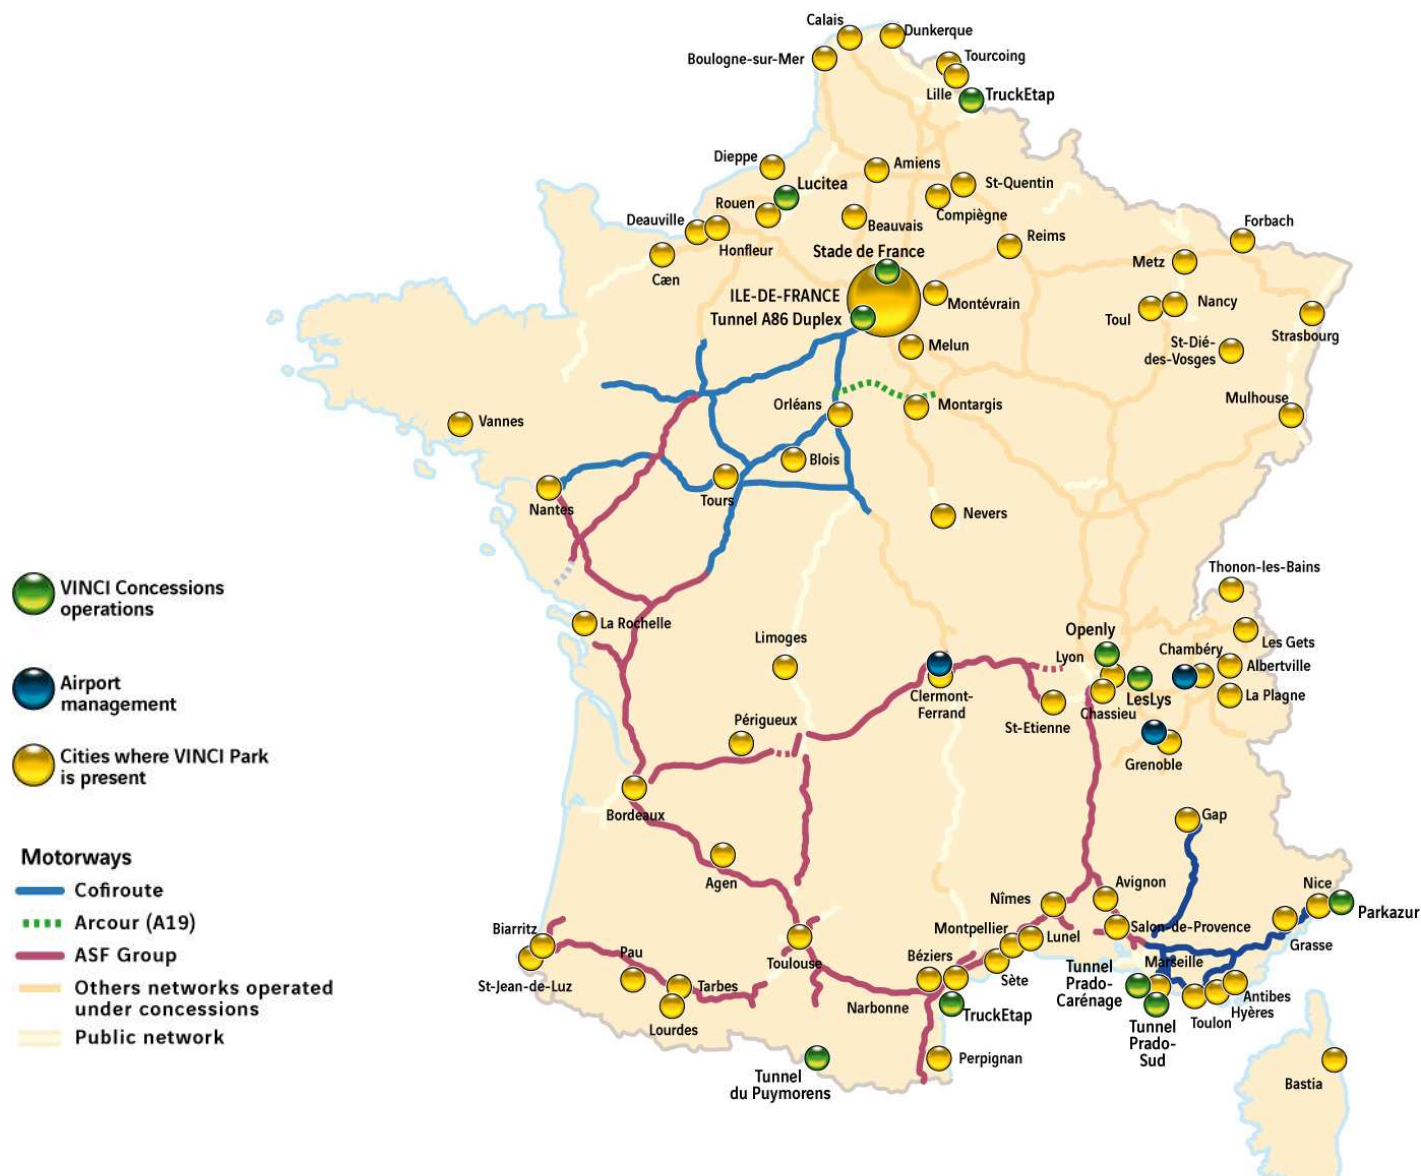 Calais
Dunkerque
Boulogne-sur-Mer
Tourcoing
Lille
TruckEtap
Dieppe
Amiens
Lucitea
St-Quentin
Rouen
Compiègne
Deauville
Beauvais
Honfleur
Forbach
Reims
Stade de France
Metz
Cæn
ILE-DE-FRANCE
Montévrain
Nancy
Tunnel A86 Duplex
Toul
Strasbourg
Melun
St-Dié-
des-Vosges
Mulhouse
Orléans
Montargis
Vannes
Blois
Tours
Nantes
Nevers
Thonon-les-Bains
VINCI Concessions
operations
La Rochelle
Openly
Les Gets
Limoges
Lyon
Chambéry
Albertville
Airport
management
Clermont-
Ferrand
LesLys
La Plagne
Chassieu
St-Etienne
Périgueux
Cities where VINCI Park
is present
Grenoble
Bordeaux
Gap
Motorways
Cofiroute
Agen
Avignon
Nice
Nîmes
Parkazur
Arcour (A19)
Biarritz
Montpellier
Salon-de-Provence
Lunel
Grasse
ASF Group
Pau
Toulouse
Béziers
Marseille
Tunnel
Prado-
Carénage
Sète
St-Jean-de-Luz
Tarbes
Others networks operated
under concessions
Antibes
Narbonne
TruckEtap
Hyères
Toulon
Lourdes
Public network
Tunnel
Prado-
Sud
Perpignan
Tunnel
du Puymorens
Bastia